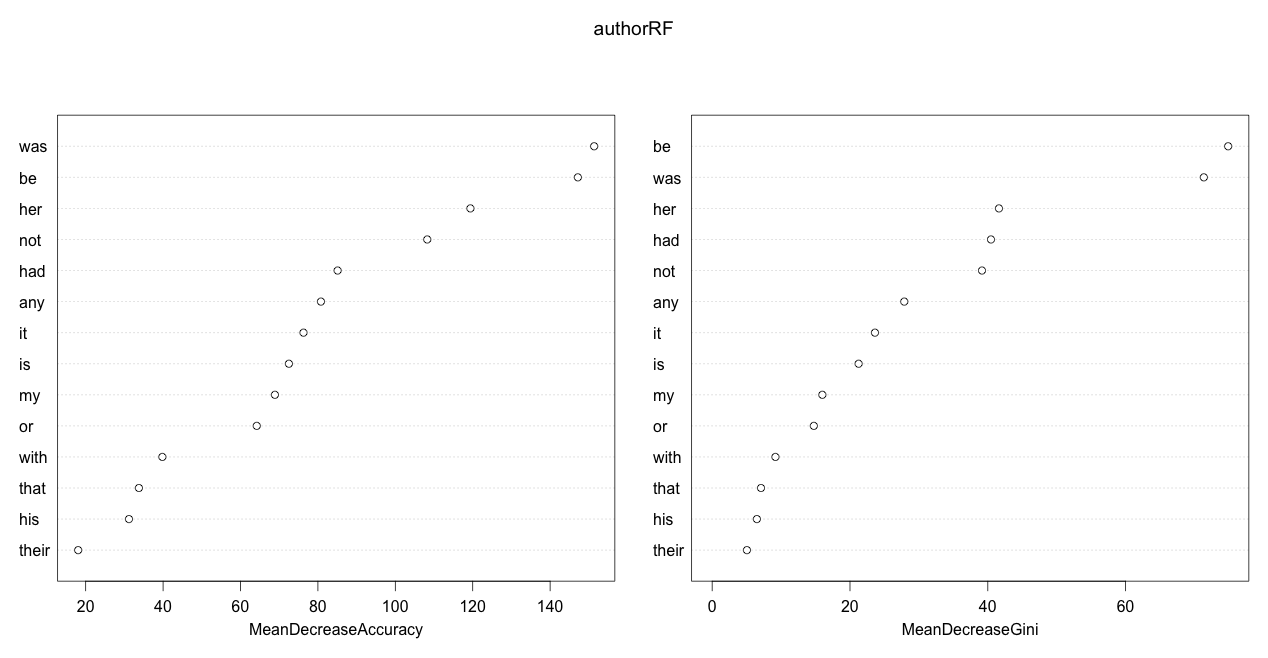 authorRF
was
be
her
not
had
any
it
is
my
or
with
that
his
their
20 40 60 80 100 120 140
MeanDecreaseAccuracy
be
was
her
had
not
any
it
is
my
or
with
that
his
their
0 20 40 60
MeanDecreaseGini